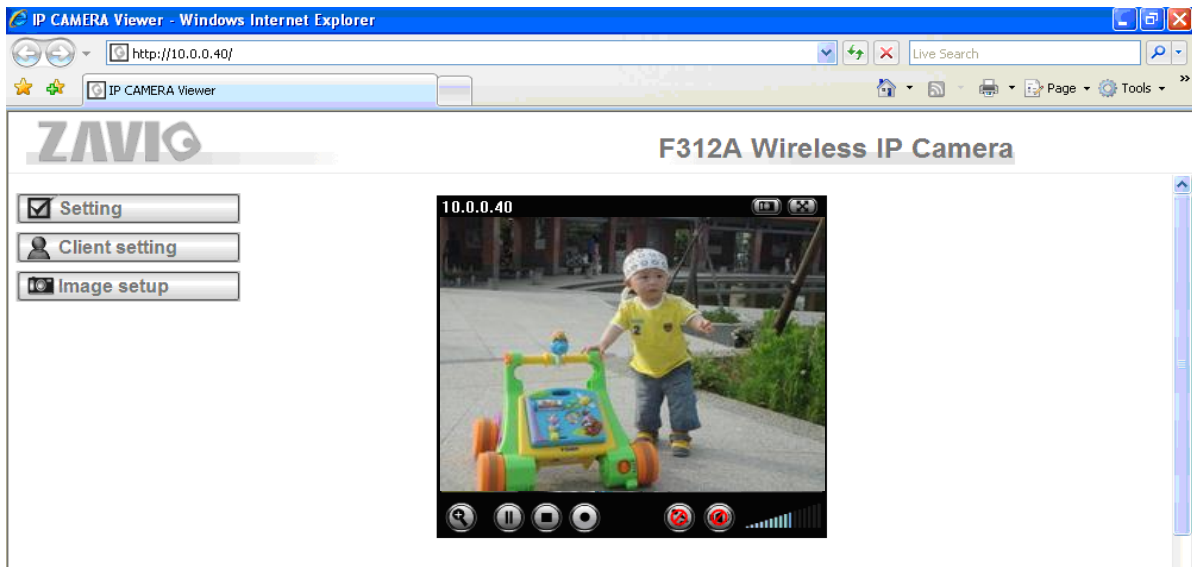 IP CAMERA Viewer - Windows Internet Explorer
http://10.0.0.40/
Live Search
IP CAMERA Viewer
Page
Tools
ZAVIO
F312A Wireless IP Camera
Setting
Client setting
Image setup
10.0.0.40
2